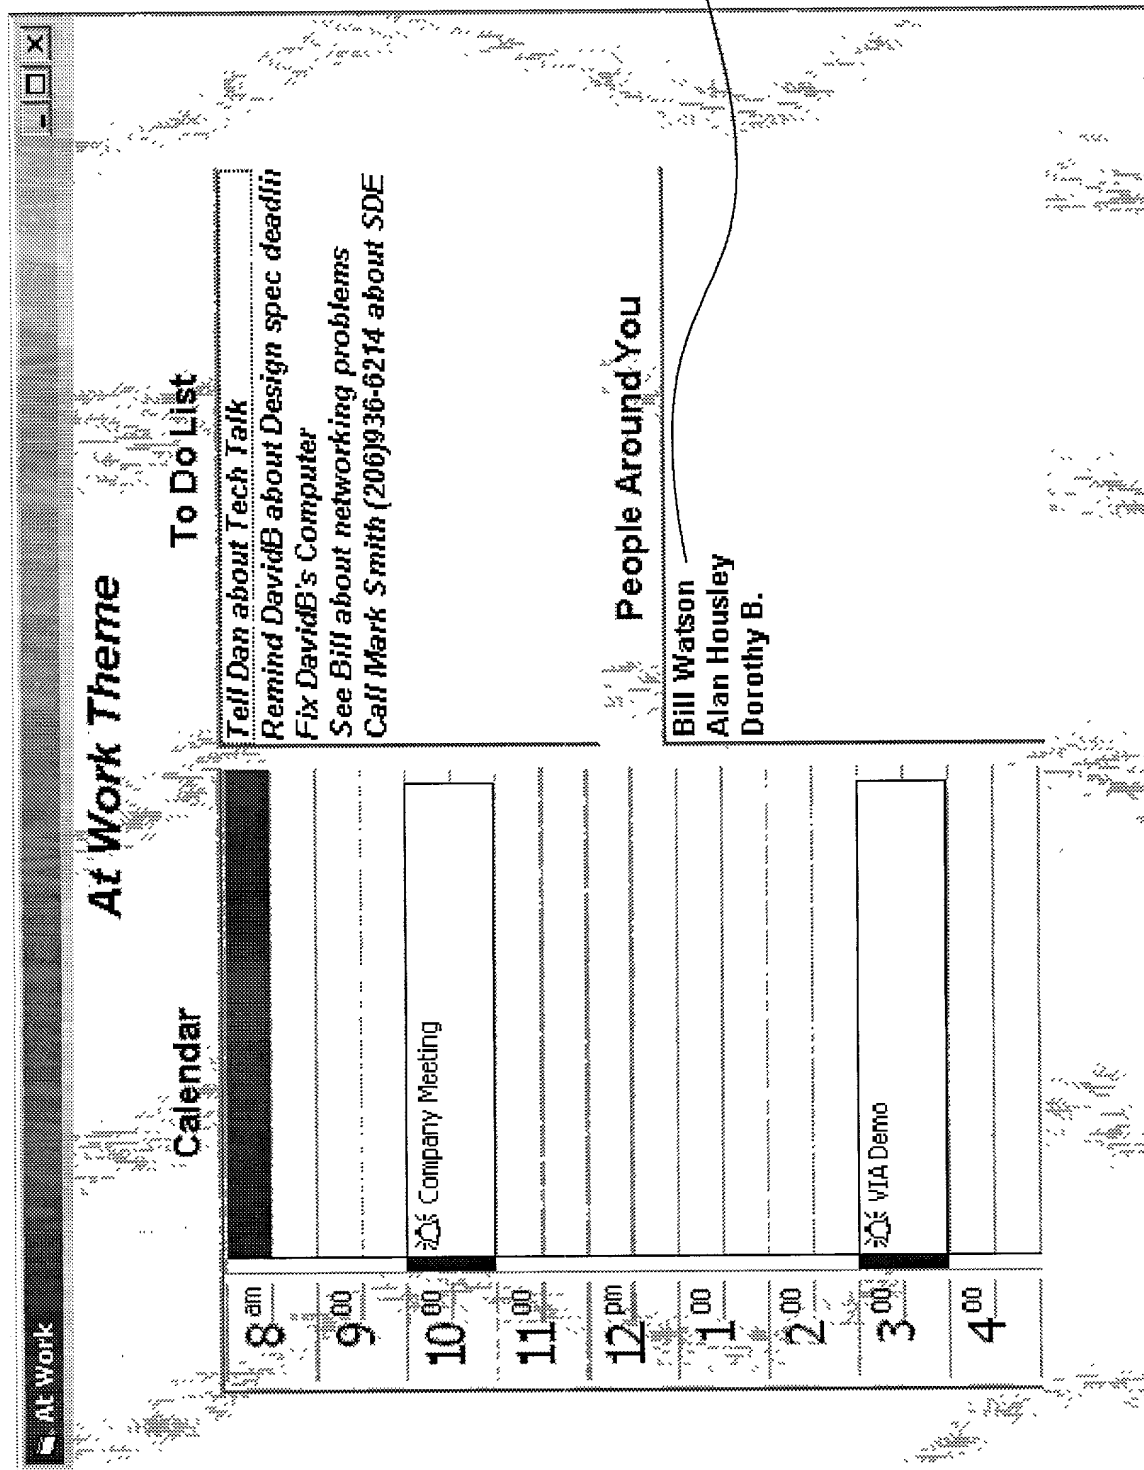 At Work
At Work Theme
Calendar
8 am
9 00
10 00
Company Meeting
11 00
12 pm
1 00
2 00
3 00
VIA Demo
4 00
To Do List
Tell Dan about Tech Talk
Remind DavidB about Design spec deadlin
Fix DavidB's Computer
See Bill about networking problems
Call Mark Smith (206)936-6214 about SDE
People Around You
Bill Watson
Alan Housley
Dorothy B.